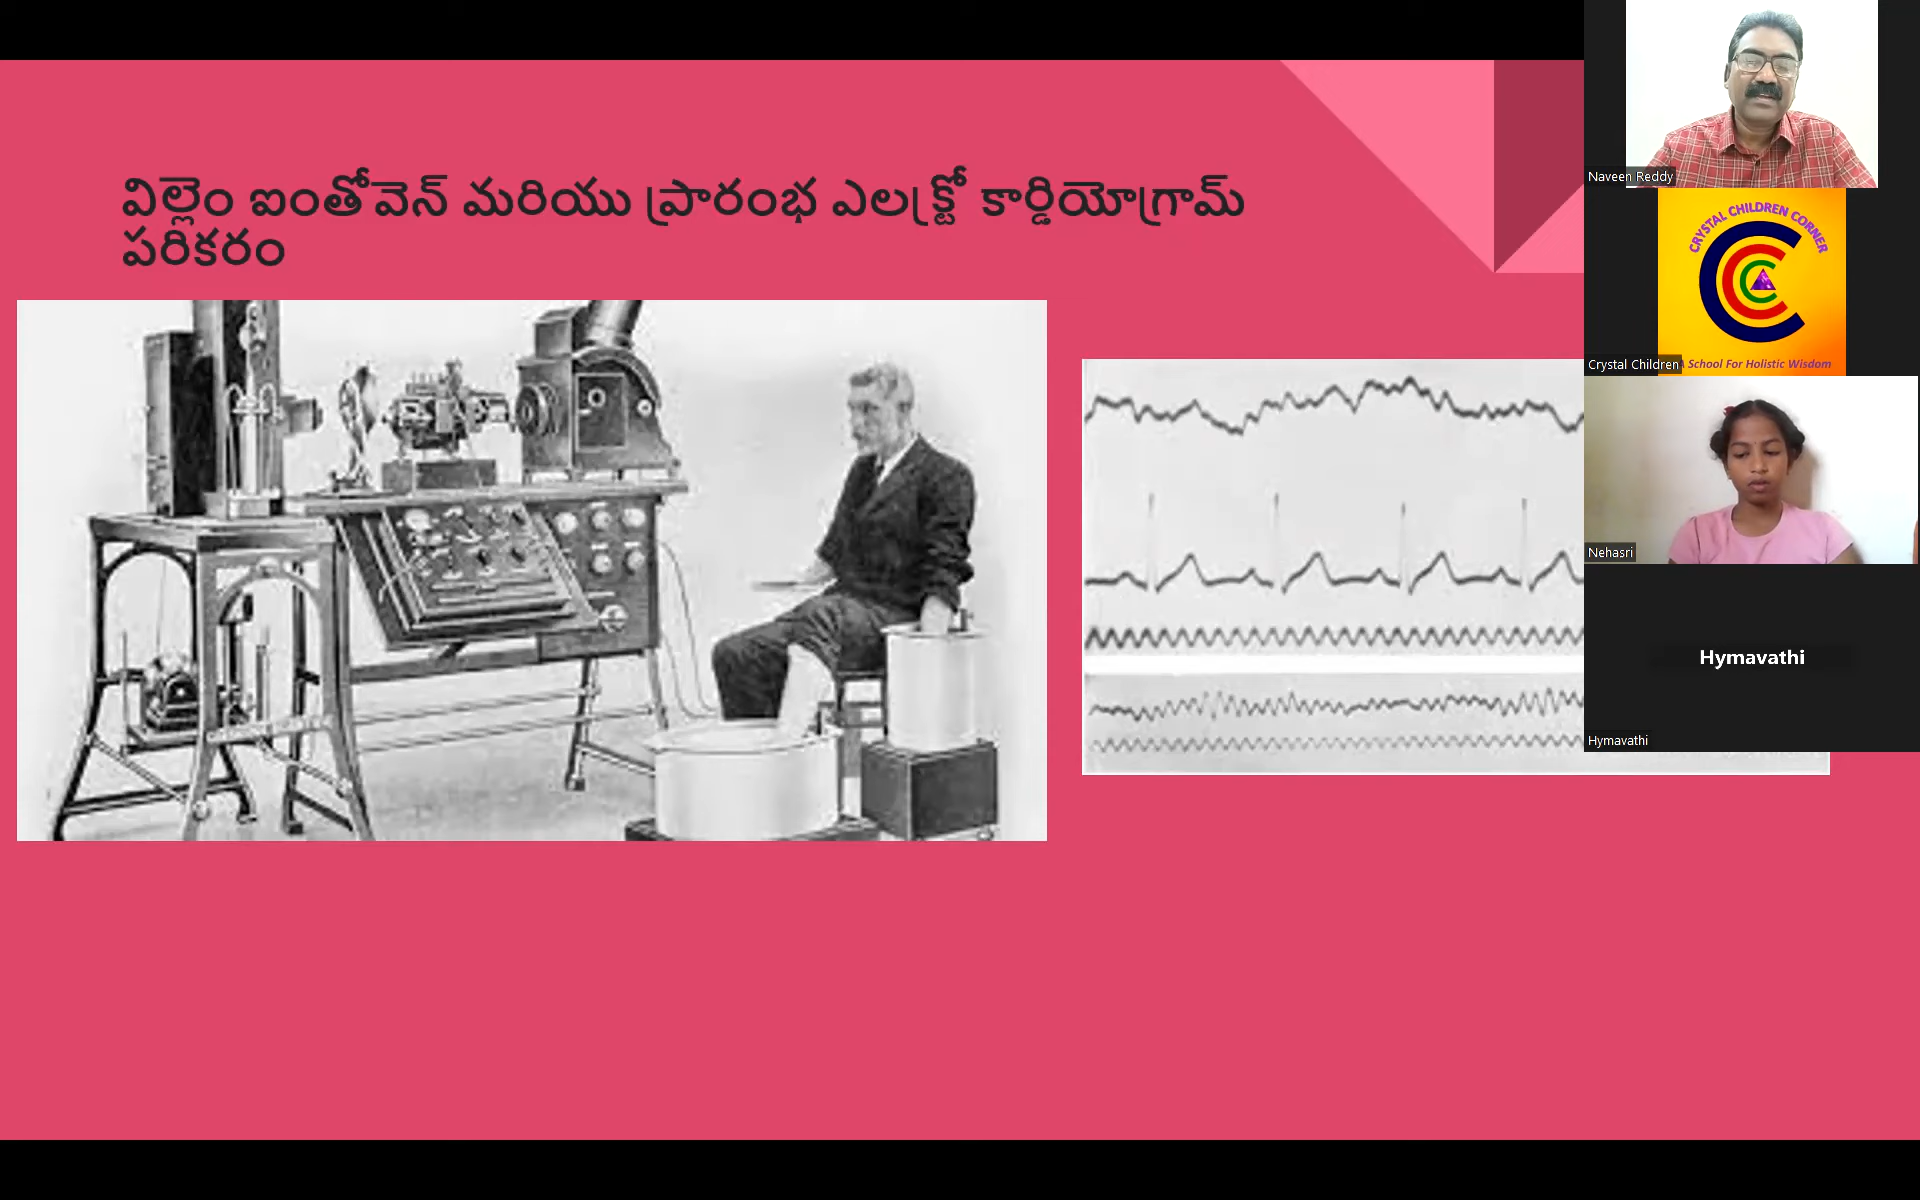 విల్లెం ఐంతోవెన్ మరియు ప్రారంభ ఎలక్ట్రో కార్డియోగ్రామ్
పరికరం
Naveen Reddy
CRYSTAL CHILDREN CORNER
A School For Holistic Wisdom
Crystal Children
Nehasri
Hymavathi
Hymavathi